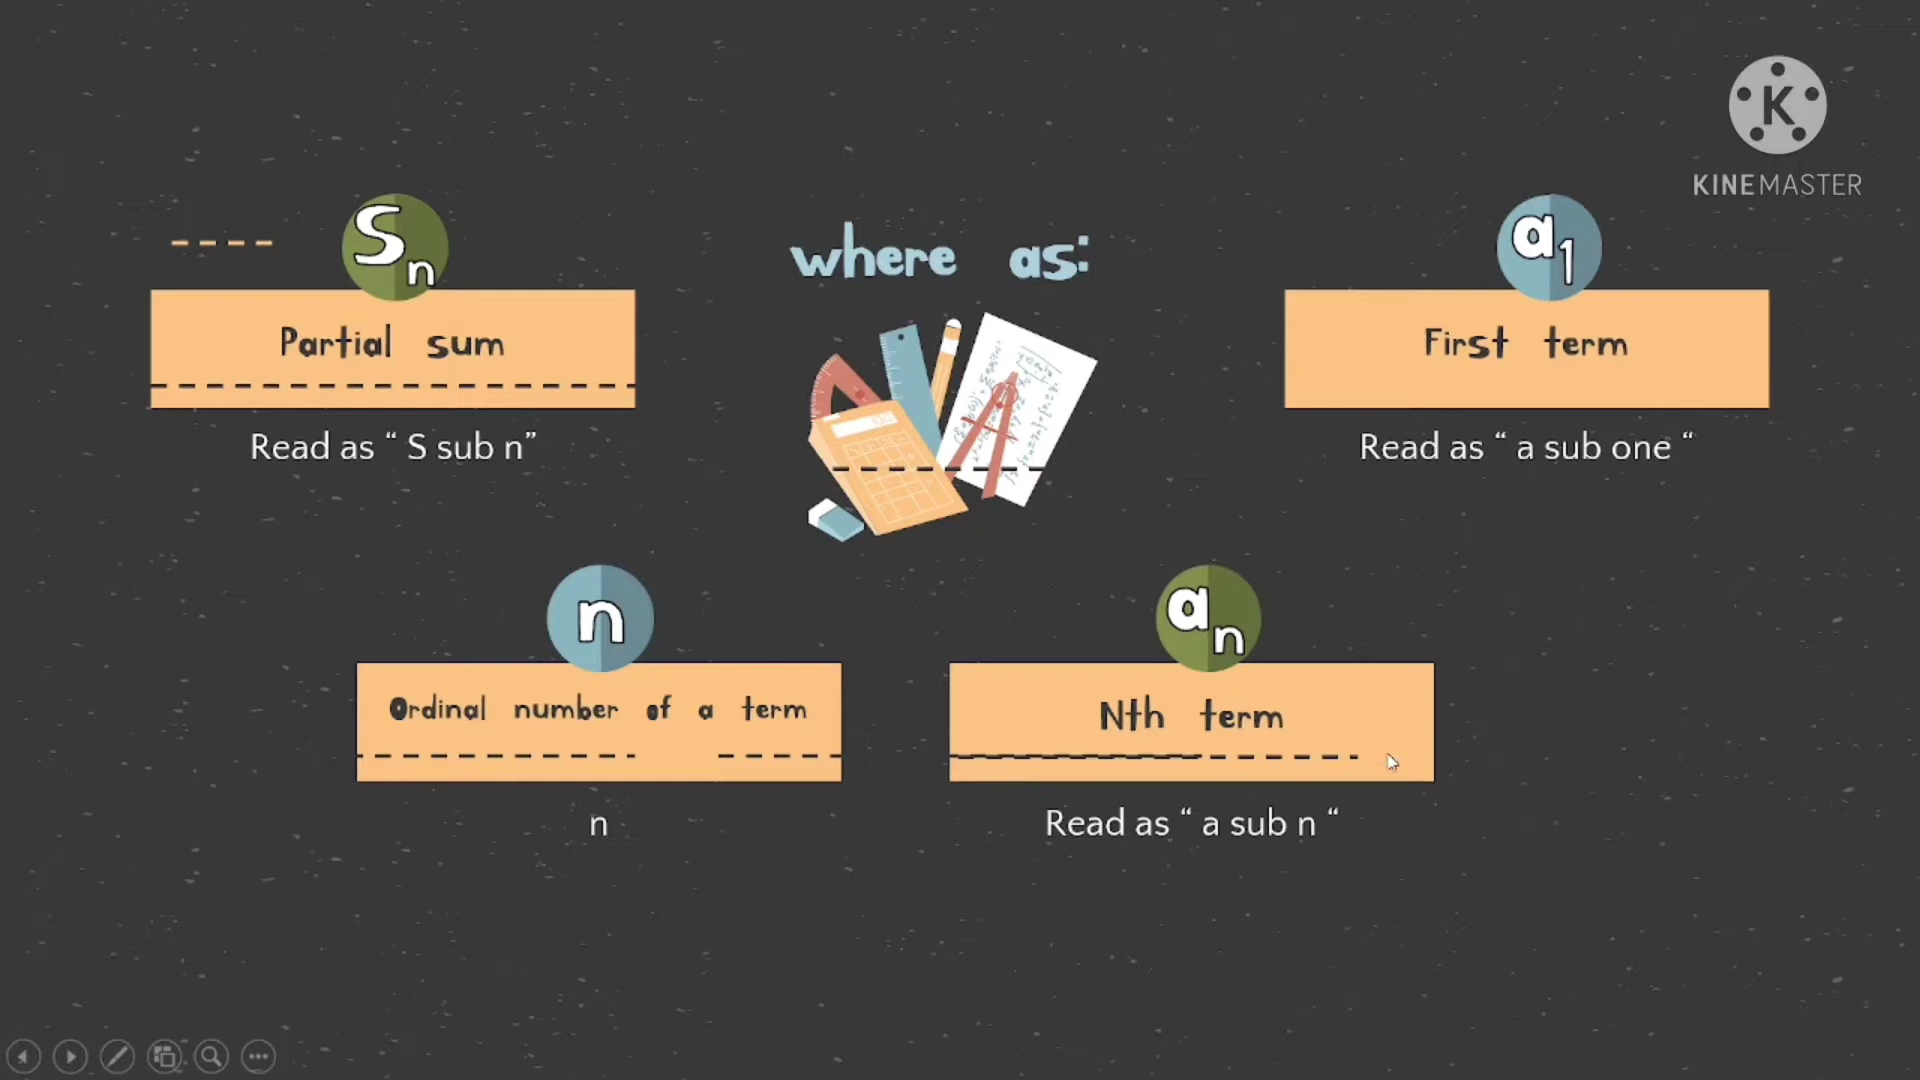 K
KINEMASTER
Sn
where as:
a1
Partial sum
First term
Read as “ S sub n”
Read as “ a sub one “
n
an
Ordinal number of a term
Nth term
n
Read as “ a sub n “